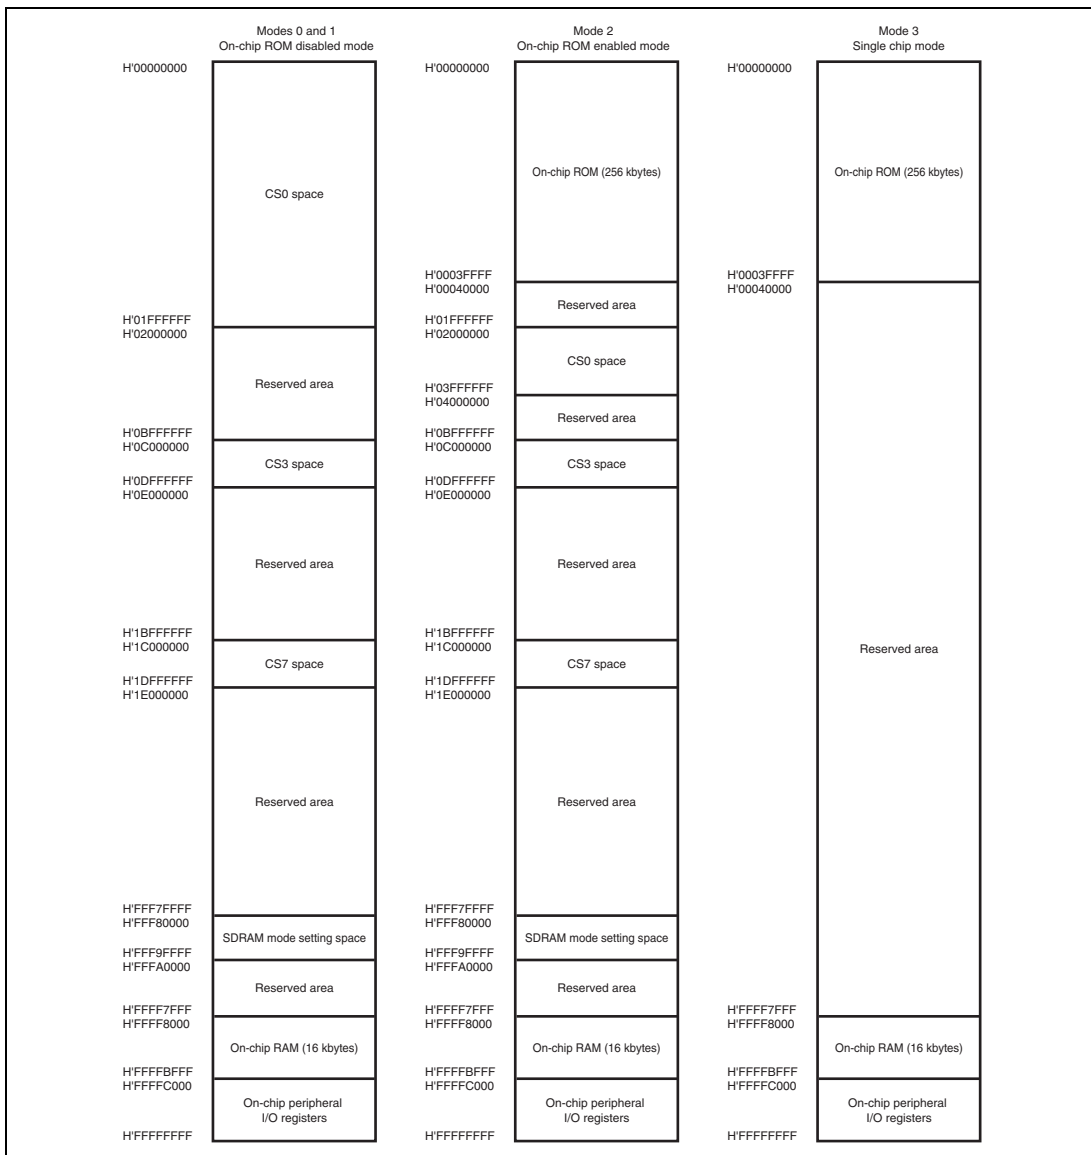 Modes 0 and 1
On-chip ROM disabled mode
H'00000000
CS0 space
H'01FFFFFF
H'02000000
Reserved area
H'0BFFFFFF
H'0C000000
CS3 space
H'0DFFFFFF
H'0E000000
Reserved area
H'1BFFFFFF
H'1C000000
CS7 space
H'1DFFFFFF
H'1E000000
Reserved area
H'FFF7FFFF
H'FFF80000
SDRAM mode setting space
H'FFF9FFFF
H'FFFA0000
Reserved area
H'FFFF7FFF
H'FFFF8000
On-chip RAM (16 kbytes)
H'FFFFBFFF
H'FFFFC000
On-chip peripheral
I/O registers
H'FFFFFFFF
Mode 2
On-chip ROM enabled mode
H'00000000
On-chip ROM (256 kbytes)
H'0003FFFF
H'00040000
Reserved area
H'01FFFFFF
H'02000000
CS0 space
H'03FFFFFF
H'04000000
Reserved area
H'0BFFFFFF
H'0C000000
CS3 space
H'0DFFFFFF
H'0E000000
Reserved area
H'1BFFFFFF
H'1C000000
CS7 space
H'1DFFFFFF
H'1E000000
Reserved area
H'FFF7FFFF
H'FFF80000
SDRAM mode setting space
H'FFF9FFFF
H'FFFA0000
Reserved area
H'FFFF7FFF
H'FFFF8000
On-chip RAM (16 kbytes)
H'FFFFBFFF
H'FFFFC000
On-chip peripheral
I/O registers
H'FFFFFFFF
Mode 3
Single chip mode
H'00000000
On-chip ROM (256 kbytes)
H'0003FFFF
H'00040000
Reserved area
H'FFFF7FFF
H'FFFF8000
On-chip RAM (16 kbytes)
H'FFFFBFFF
H'FFFFC000
On-chip peripheral
I/O registers
H'FFFFFFFF